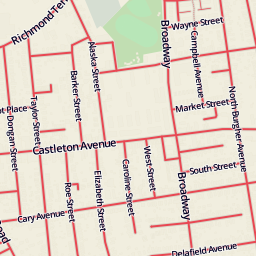 Richmond Ter
Wayne Street
Broadway
Campbell Avenue
Alaska Street
Barker Street
Taylor Street
t Place
Market Street
North Burgher Avenue
n Dongan Street
Castleton Avenue
West Street
Caroline Street
South Street
Elizabeth Street
Roe Street
Broadway
Cary Avenue
oad
Delafield Avenue